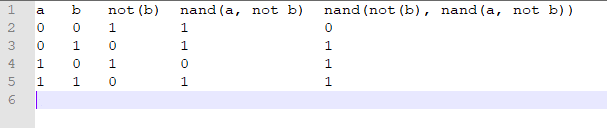 1 a b not(b) nand(a, not b) nand(not(b), nand(a, not b))
2 0 0 1 1 0
3 0 1 0 1 1
4 1 0 1 0 1
5 1 1 0 1 1
6